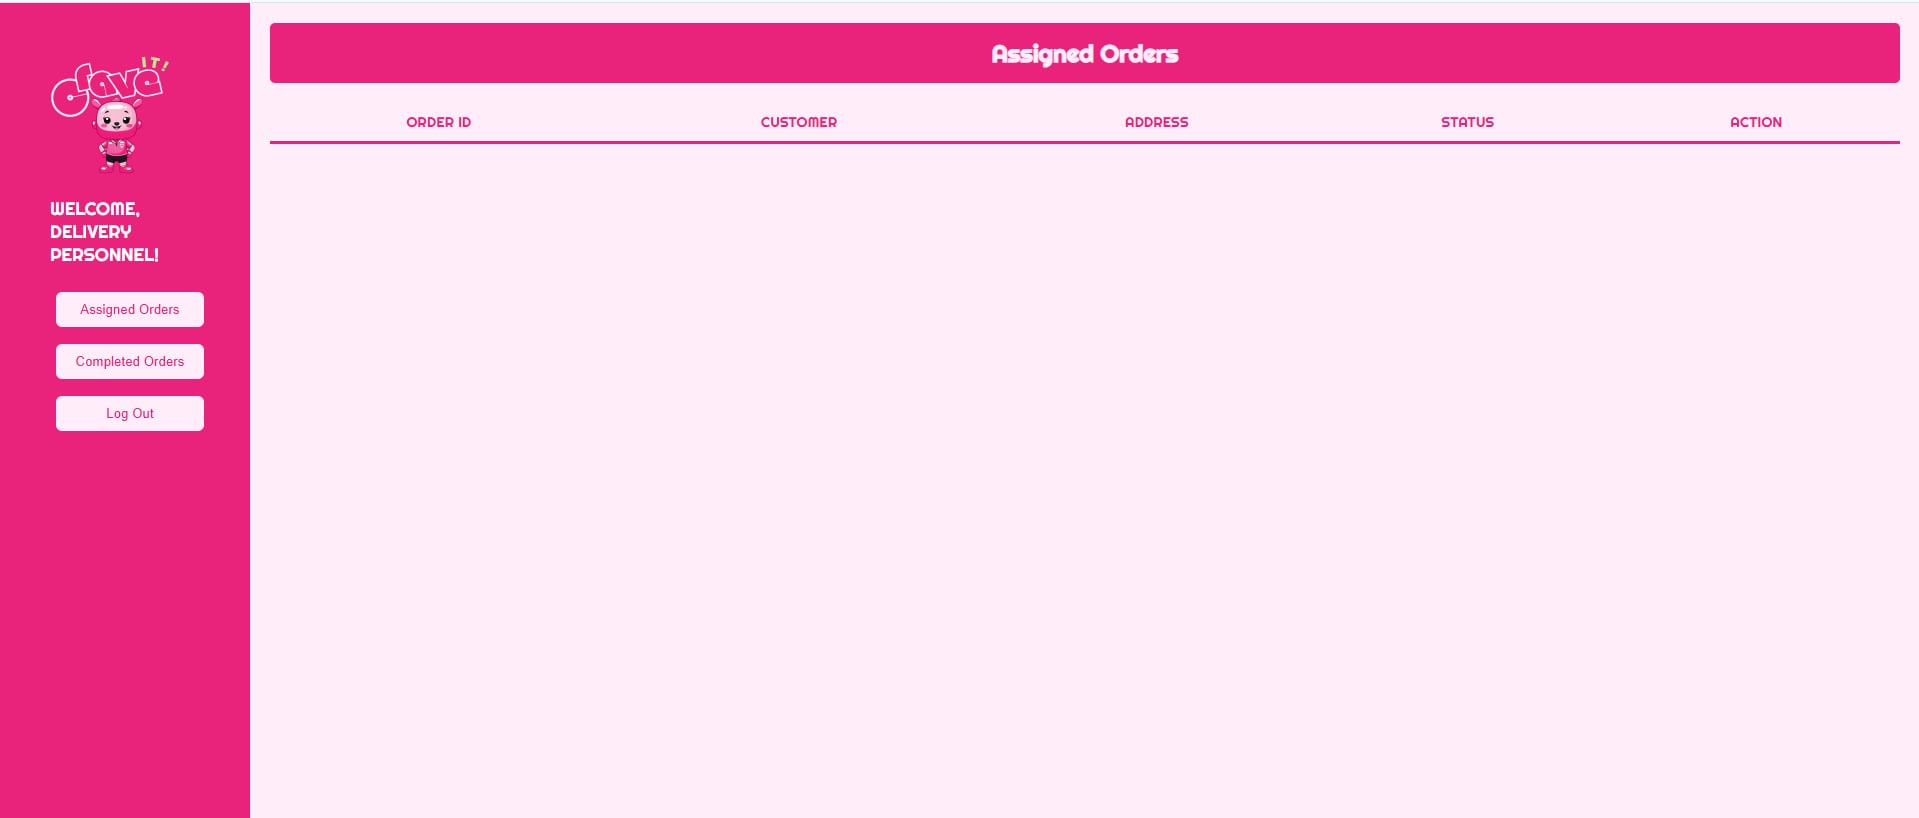 Crave
IT!
WELCOME,
DELIVERY
PERSONNEL!
Assigned Orders
Completed Orders
Log Out
Assigned Orders
ORDER ID CUSTOMER ADDRESS STATUS ACTION